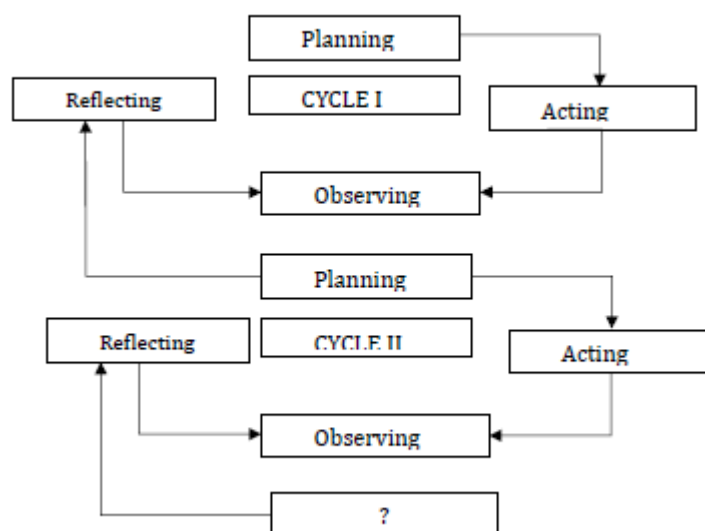 Planning
Reflecting
CYCLE I
Acting
Observing
Planning
Reflecting
CYCLE II
Acting
Observing
?